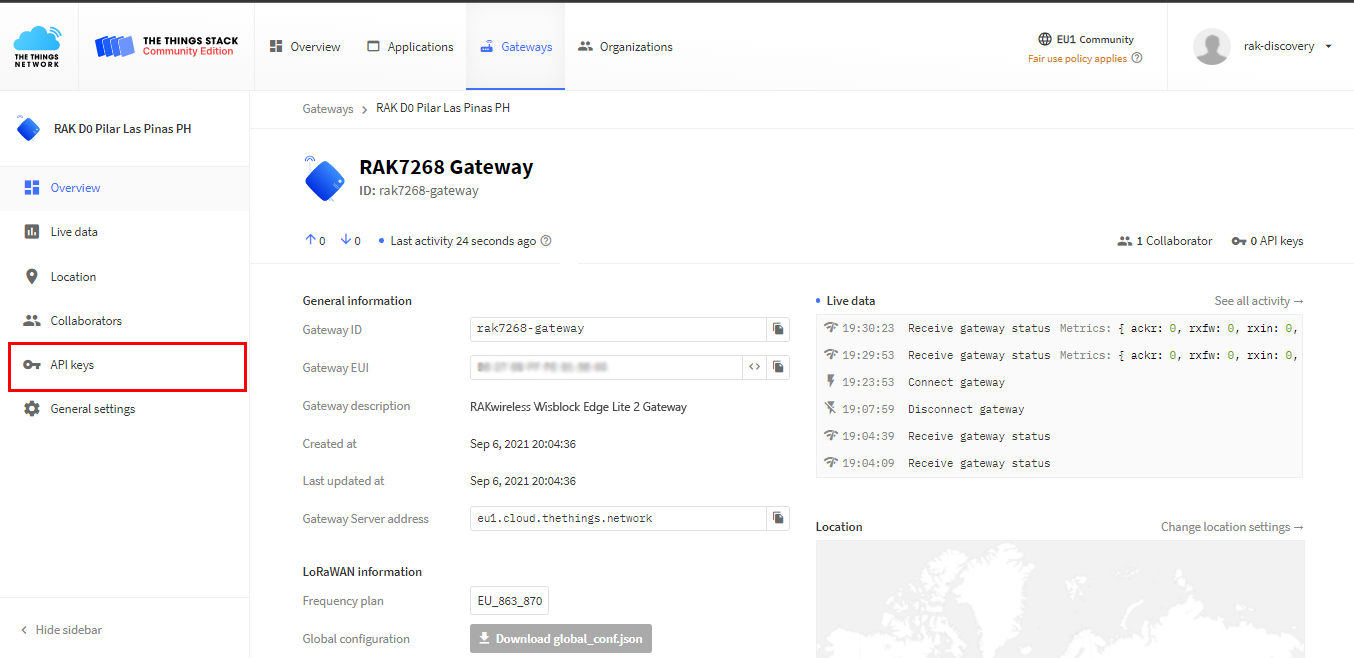 THE THINGS
NETWORK
THE THINGS STACK
Community Edition
Overview
Applications
Gateways
Organizations
EU1 Community
Fair use policy applies
rak-discovery
RAK D0 Pilar Las Pinas PH
Overview
Live data
Location
Collaborators
API keys
General settings
Hide sidebar
Gateways > RAK D0 Pilar Las Pinas PH
RAK7268 Gateway
ID: rak7268-gateway
↑ 0 ↓ 0 • Last activity 24 seconds ago
1 Collaborator
0 API keys
General information
Gateway ID rak7268-gateway
Gateway EUI
Gateway description RAKwireless Wisblock Edge Lite 2 Gateway
Created at Sep 6, 2021 20:04:36
Last updated at Sep 6, 2021 20:04:36
Gateway Server address eu1.cloud.thethings.network
LoRaWAN information
Frequency plan EU_863_870
Global configuration Download global_conf.json
• Live data See all activity →
19:30:23 Receive gateway status Metrics: { ackr: 0, rxfw: 0, rxin: 0,
19:29:53 Receive gateway status Metrics: { ackr: 0, rxfw: 0, rxin: 0,
19:23:53 Connect gateway
19:07:59 Disconnect gateway
19:04:39 Receive gateway status
19:04:09 Receive gateway status
Location Change location settings →